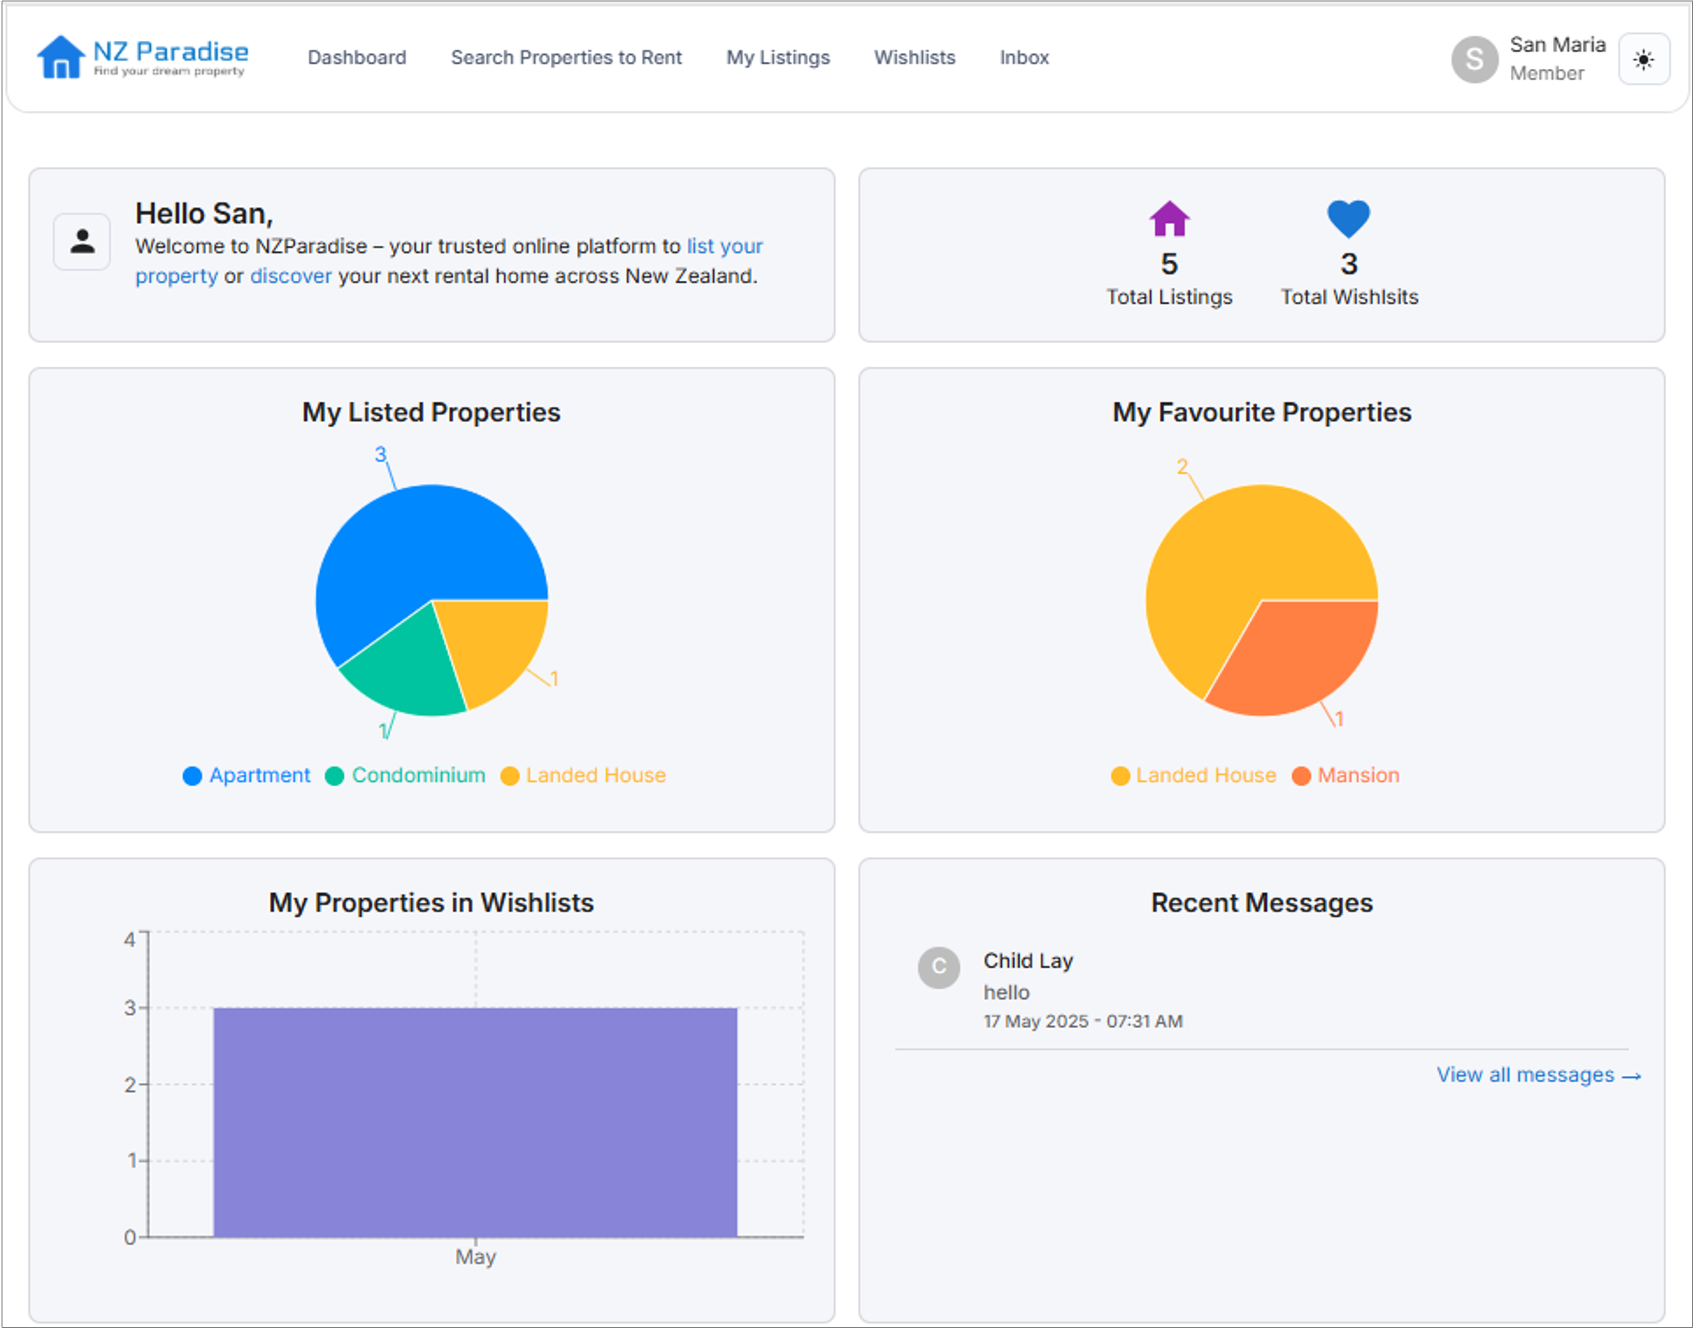 NZ Paradise
Find your dream property
Dashboard
Search Properties to Rent
My Listings
Wishlists
Inbox
S
San Maria
Member
Hello San,
Welcome to NZParadise – your trusted online platform to list your
property or discover your next rental home across New Zealand.
5
Total Listings
3
Total Wishlsits
My Listed Properties
3
1
1
Apartment
Condominium
Landed House
My Favourite Properties
2
1
Landed House
Mansion
My Properties in Wishlists
4
3
2
1
0
May
Recent Messages
C
Child Lay
hello
17 May 2025 - 07:31 AM
View all messages →